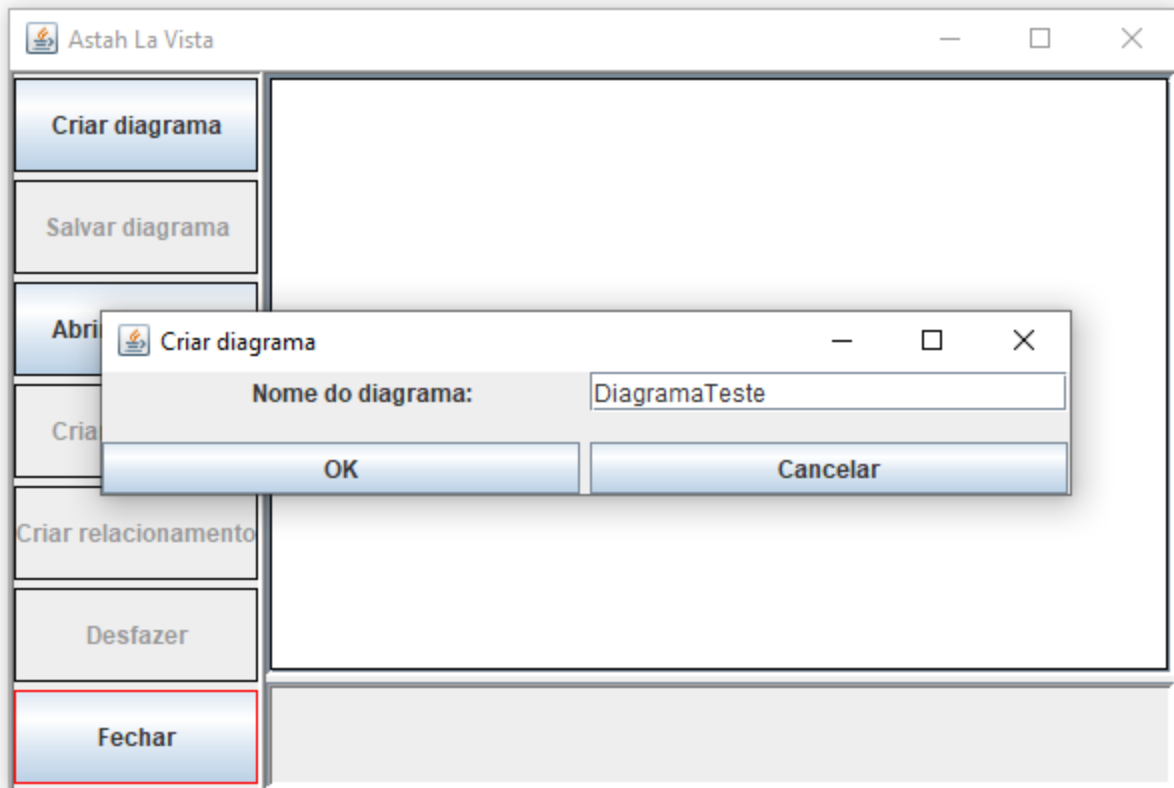 Astah La Vista
Criar diagrama
Salvar diagrama
Abri
Criar diagrama
Nome do diagrama:
DiagramaTeste
Cria
OK
Cancelar
Criar relacionamento
Desfazer
Fechar